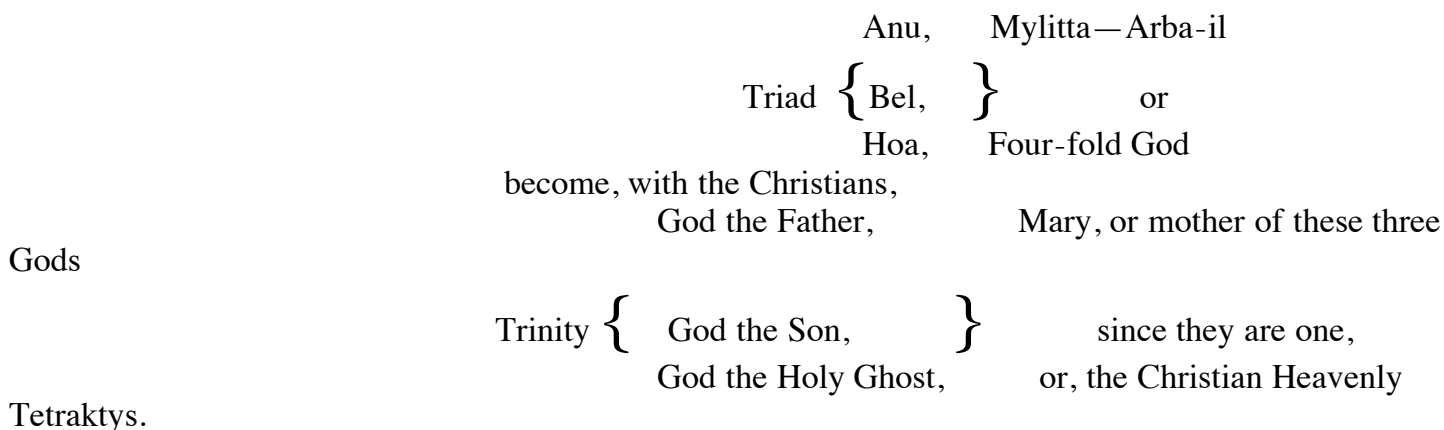 Anu, Mylitta—Arba-il
Triad { Bel, } or
Hoa, Four-fold God
become, with the Christians,
God the Father, Mary, or mother of these three
Gods
Trinity { God the Son, } since they are one,
God the Holy Ghost, or, the Christian Heavenly
Tetraktys.